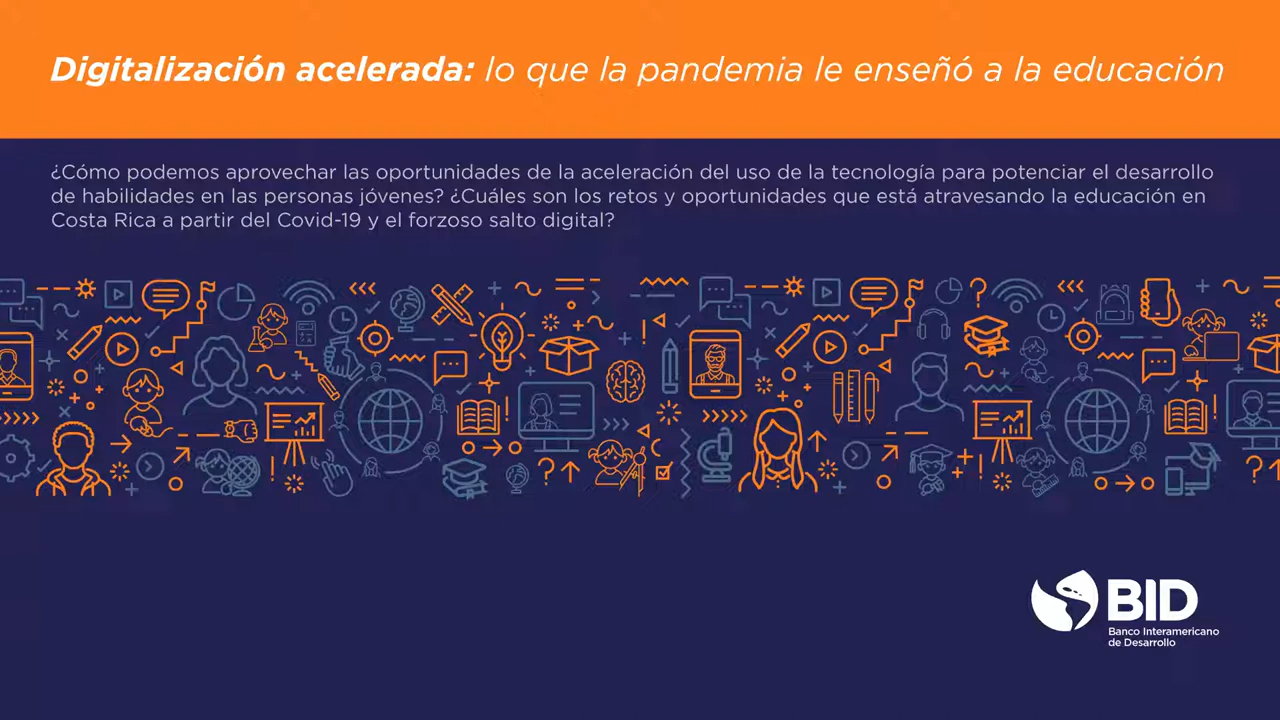 Digitalización acelerada: lo que la pandemia le enseñó a la educación
¿Cómo podemos aprovechar las oportunidades de la aceleración del uso de la tecnología para potenciar el desarrollo
de habilidades en las personas jóvenes? ¿Cuáles son los retos y oportunidades que está atravesando la educación en
Costa Rica a partir del Covid-19 y el forzoso salto digital?
BID
Banco Interamericano
de Desarrollo